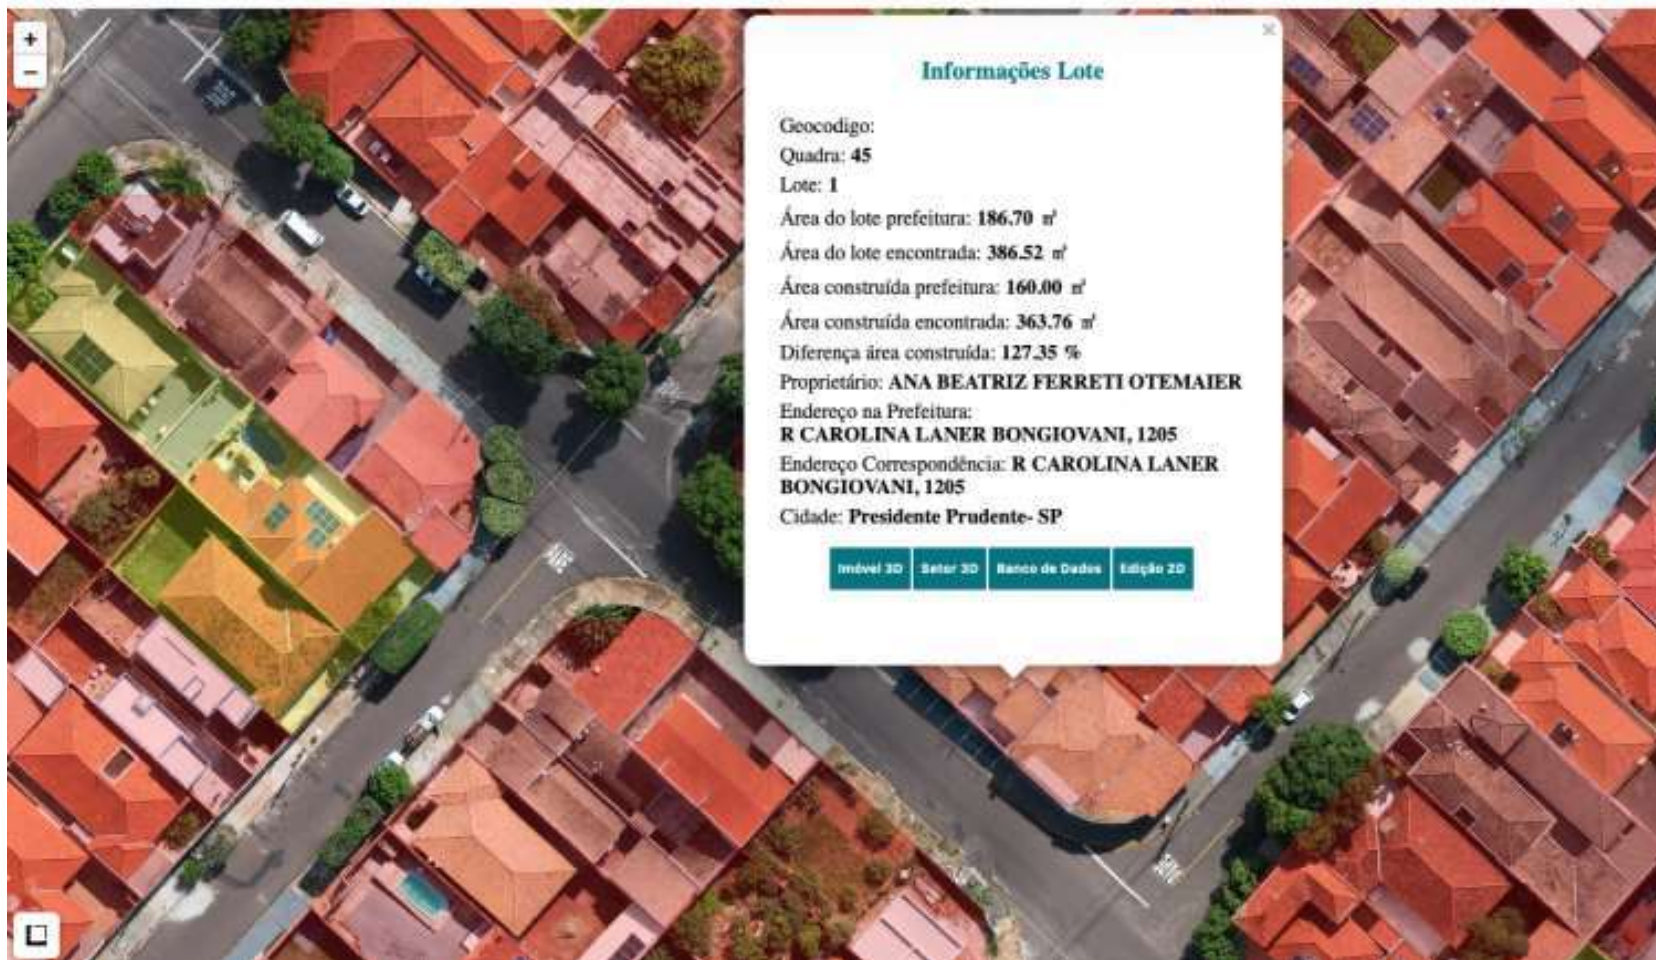 +
×
−
Informações Lote
Geocodigo:
Quadra: 45
Lote: 1
Área do lote prefeitura: 186.70 ㎡
Área do lote encontrada: 386.52 ㎡
Área construída prefeitura: 160.00 ㎡
Área construída encontrada: 363.76 ㎡
Diferença área construída: 127.35 %
Proprietário: ANA BEATRIZ FERRETI OTEMAIER
Endereço na Prefeitura:
R CAROLINA LANER BONGIOVANI, 1205
Endereço Correspondência: R CAROLINA LANER
BONGIOVANI, 1205
Cidade: Presidente Prudente- SP
Imóvel 3D Setor 3D Banco de Dados Edição 2D